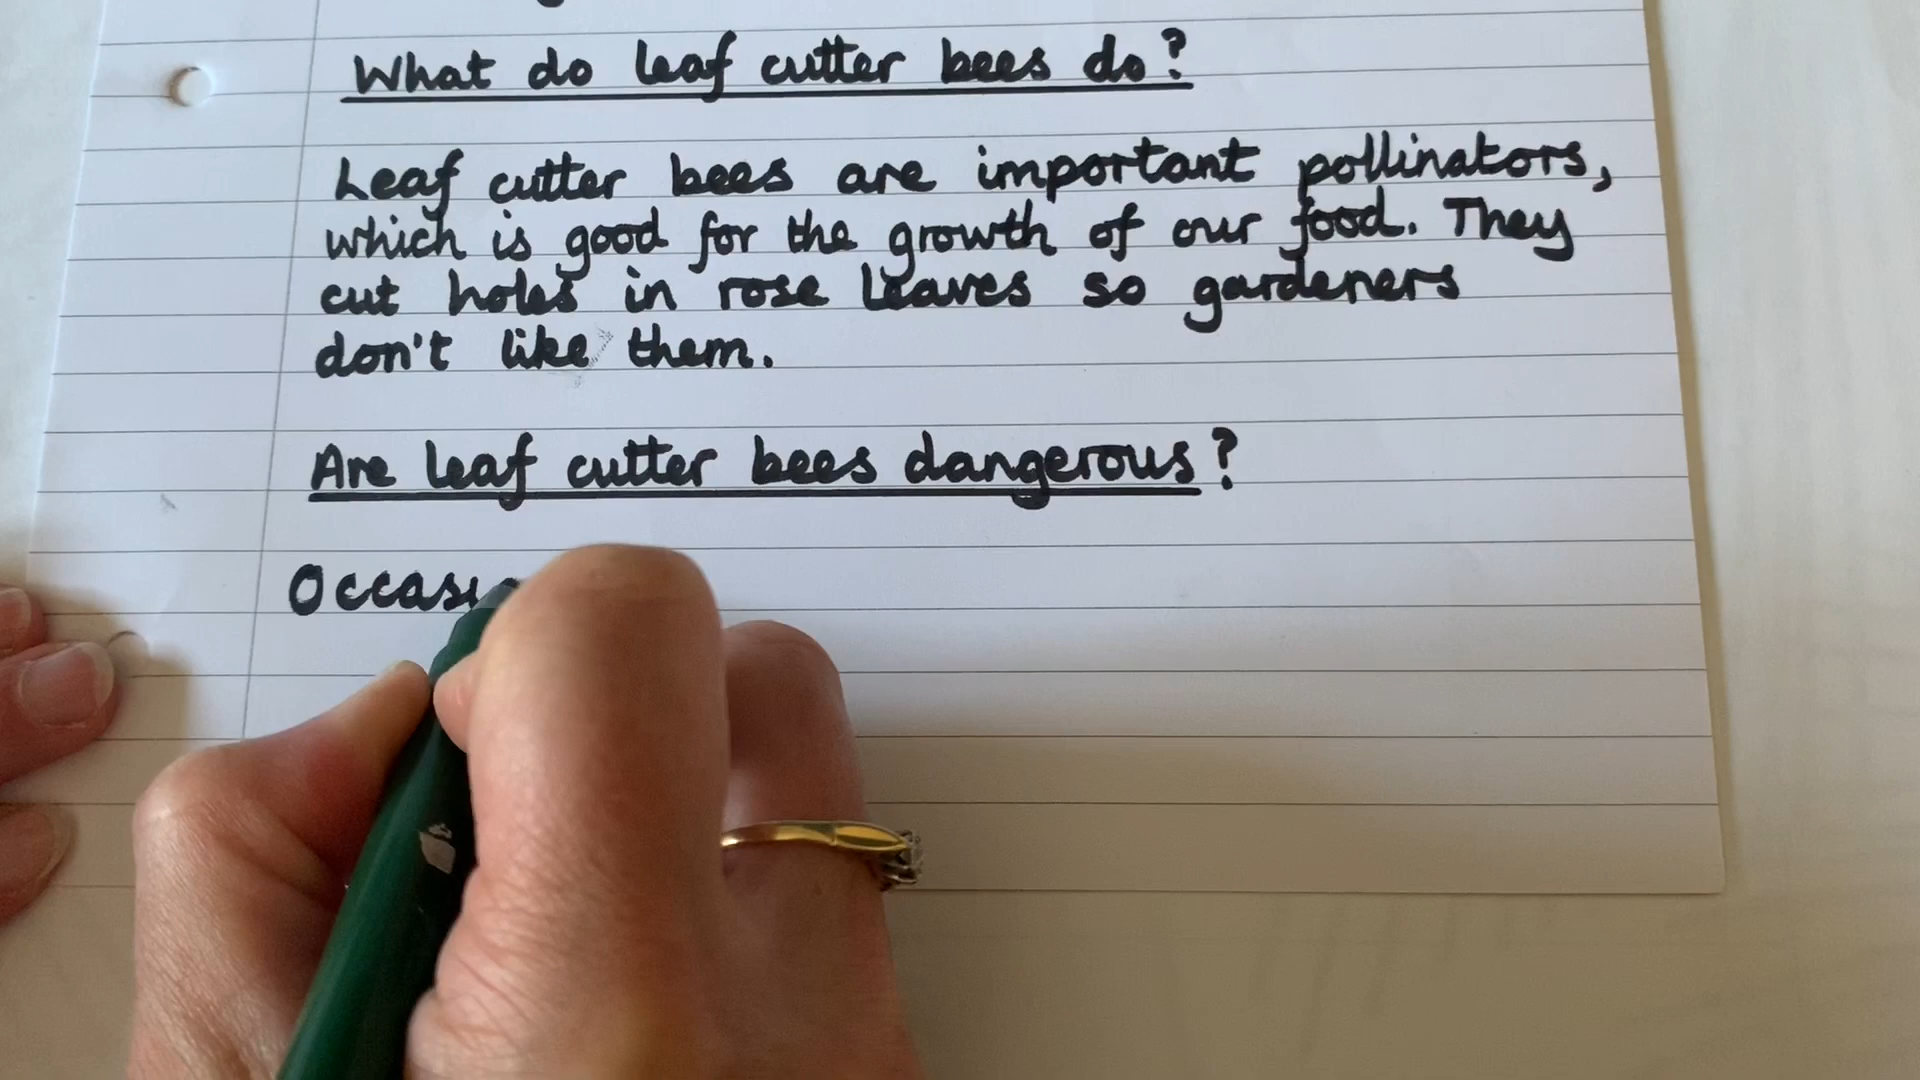 What do leaf cutter bees do?
Leaf cutter bees are important pollinators,
which is good for the growth of our food. They
cut holes in rose leaves so gardeners
don't like them.
Are leaf cutter bees dangerous?
Occasi